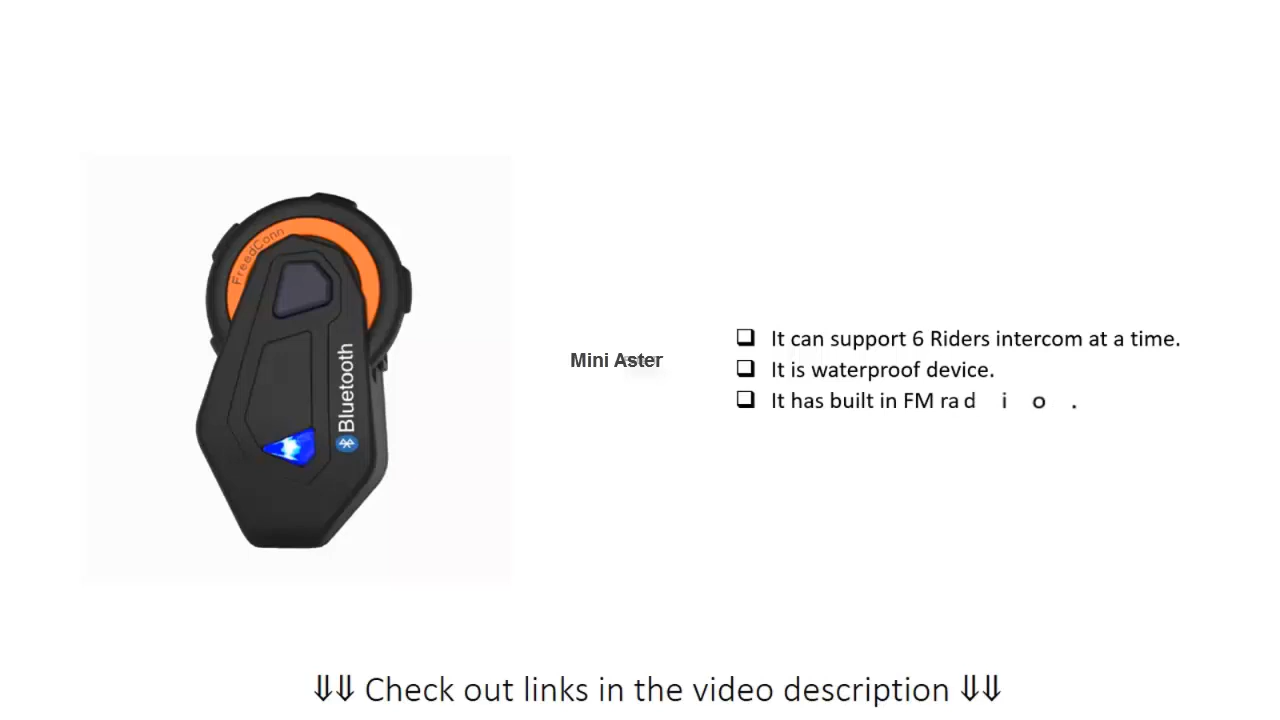 FreedConn
Bluetooth
Mini Aster
❑ It can support 6 Riders intercom at a time.
❑ It is waterproof device.
❑ It has built in FM radio.
⇓⇓ Check out links in the video description ⇓⇓